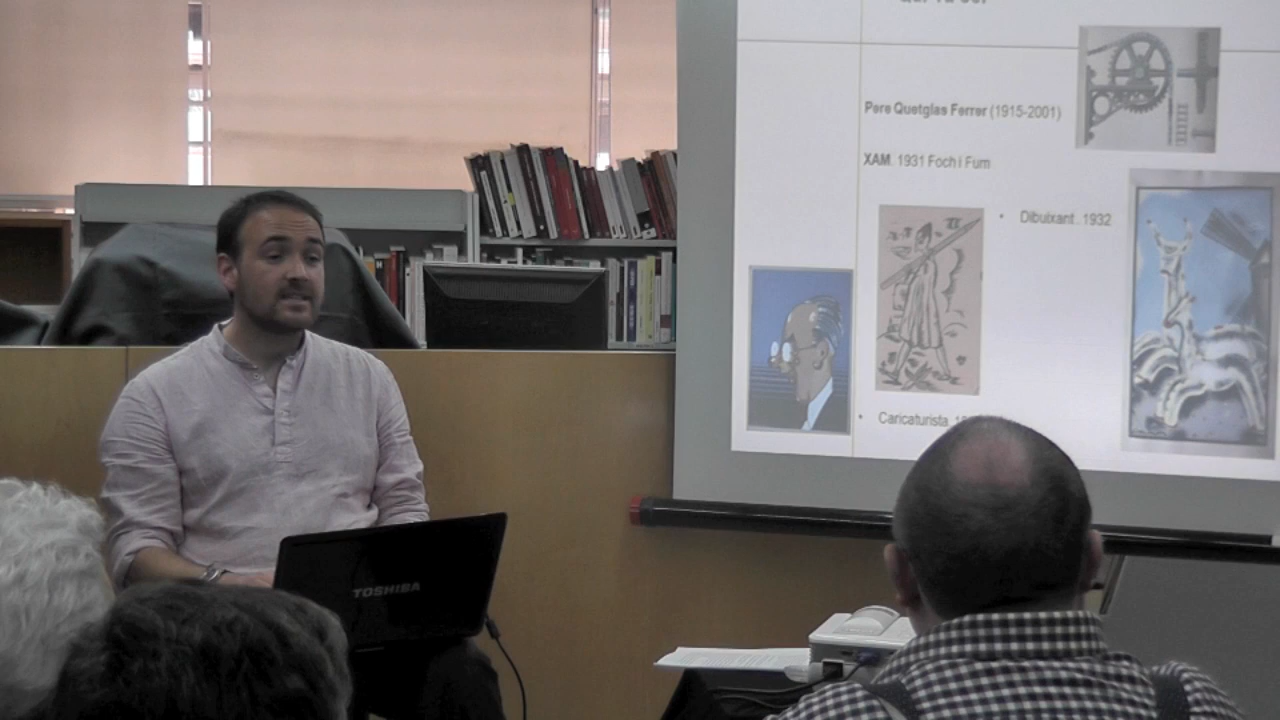 Pere Quetglas Ferrer (1915-2001)
XAM. 1931 Foch i Fum
• Dibuixant. 1932
• Caricaturista.
TOSHIBA